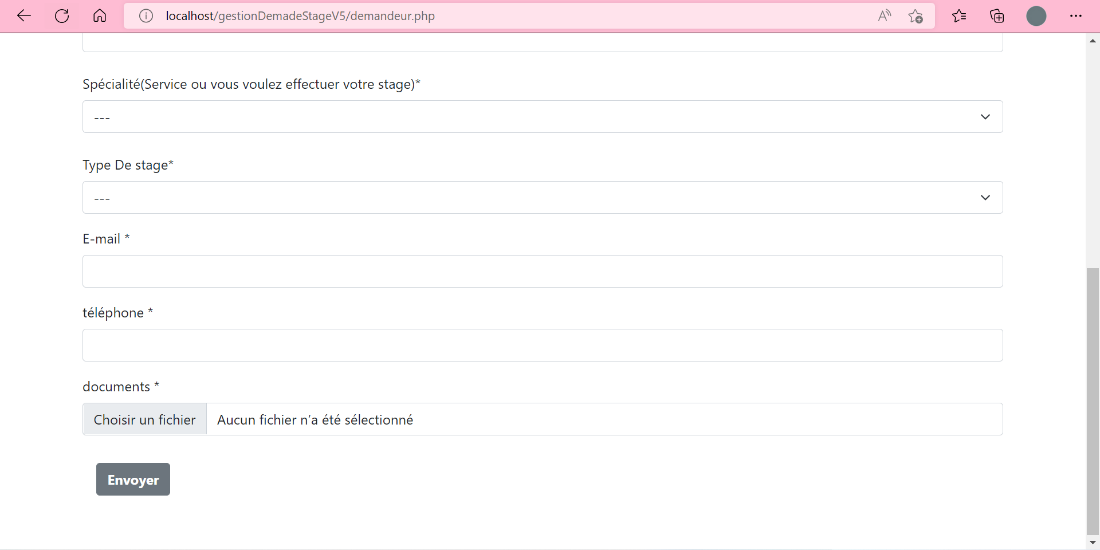 localhost/gestionDemadeStageV5/demandeur.php
Spécialité(Service ou vous voulez effectuer votre stage)*
---
Type De stage*
---
E-mail *
téléphone *
documents *
Choisir un fichier Aucun fichier n'a été sélectionné
Envoyer